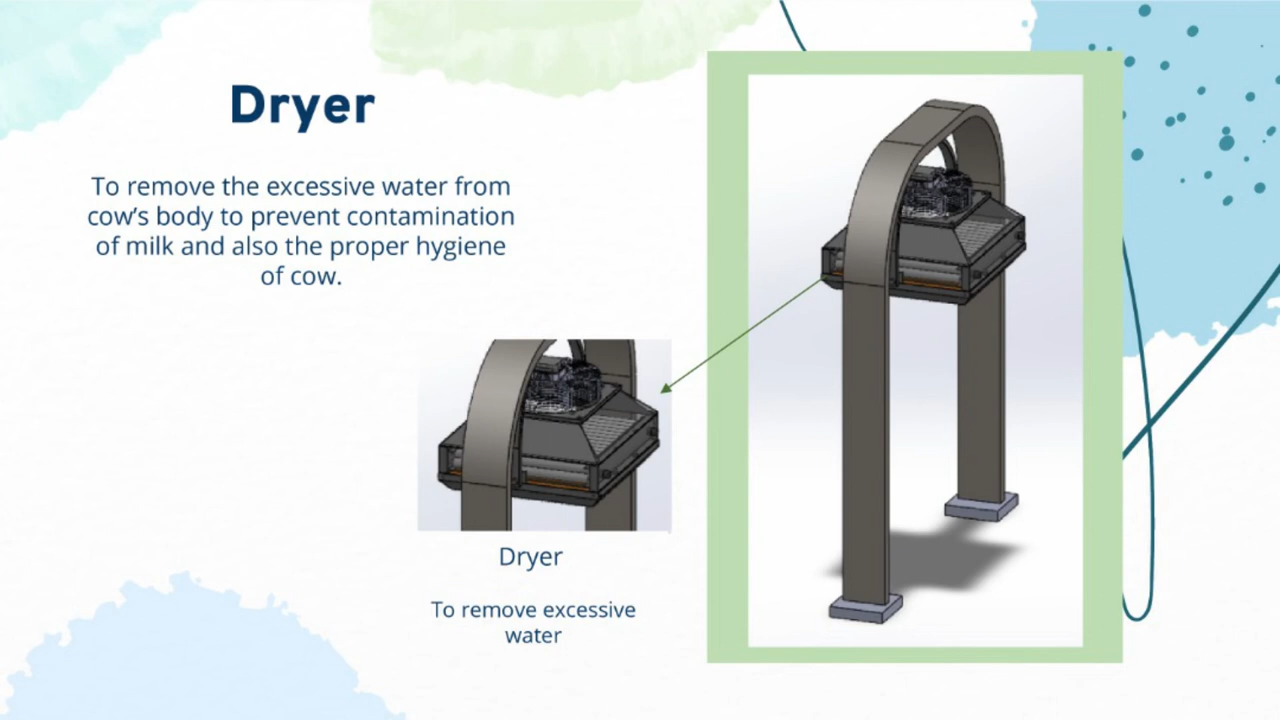 Dryer
To remove the excessive water from
cow's body to prevent contamination
of milk and also the proper hygiene
of cow.
Dryer
To remove excessive
water